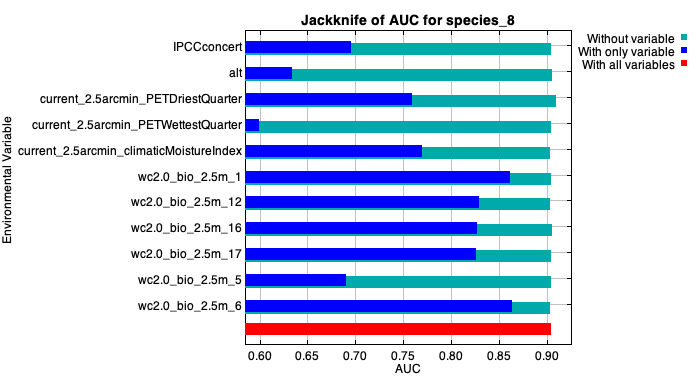 Jackknife of AUC for species_8
Without variable
With only variable
With all variables
Environmental Variable
IPCCconcert
alt
current_2.5arcmin_PETDriestQuarter
current_2.5arcmin_PETWettestQuarter
current_2.5arcmin_climaticMoistureIndex
wc2.0_bio_2.5m_1
wc2.0_bio_2.5m_12
wc2.0_bio_2.5m_16
wc2.0_bio_2.5m_17
wc2.0_bio_2.5m_5
wc2.0_bio_2.5m_6
0.60 0.65 0.70 0.75 0.80 0.85 0.90
AUC